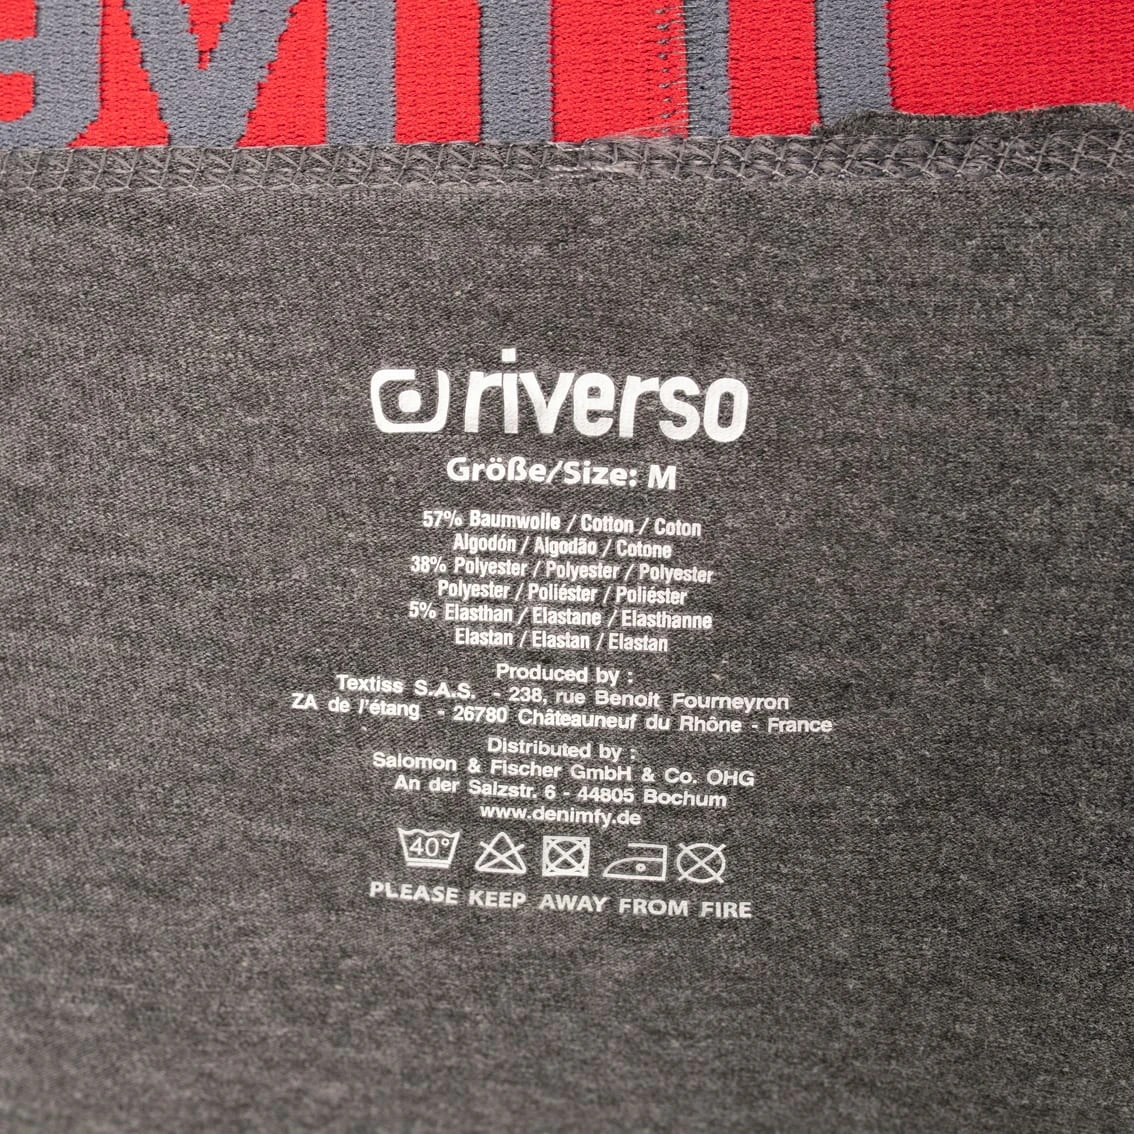 riverso
Größe/Size: M
57% Baumwolle / Cotton / Coton
Algodón / Algodão / Cotone
38% Polyester / Polyester / Polyester
Polyester / Poliéster / Poliéster
5% Elasthan / Elastane / Elasthanne
Elastan / Elastan / Elastan
Produced by :
Textiss S.A.S. - 238, rue Benoit Fourneyron
ZA de l'étang - 26780 Châteauneuf du Rhône - France
Distributed by :
Salomon & Fischer GmbH & Co. OHG
An der Salzstr. 6 - 44805 Bochum
www.denimfy.de
40°
PLEASE KEEP AWAY FROM FIRE